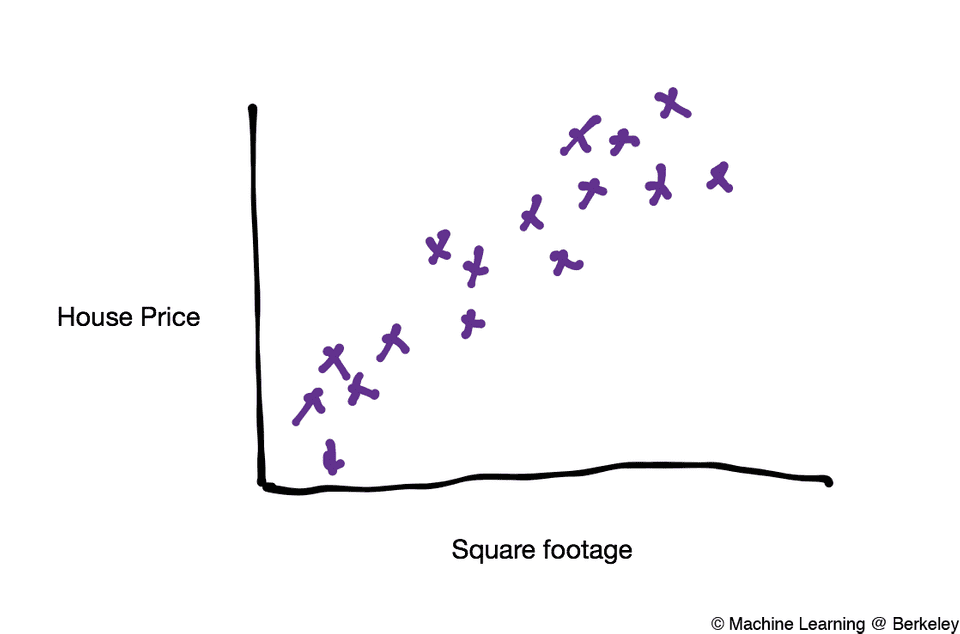 House Price
Square footage
© Machine Learning @ Berkeley